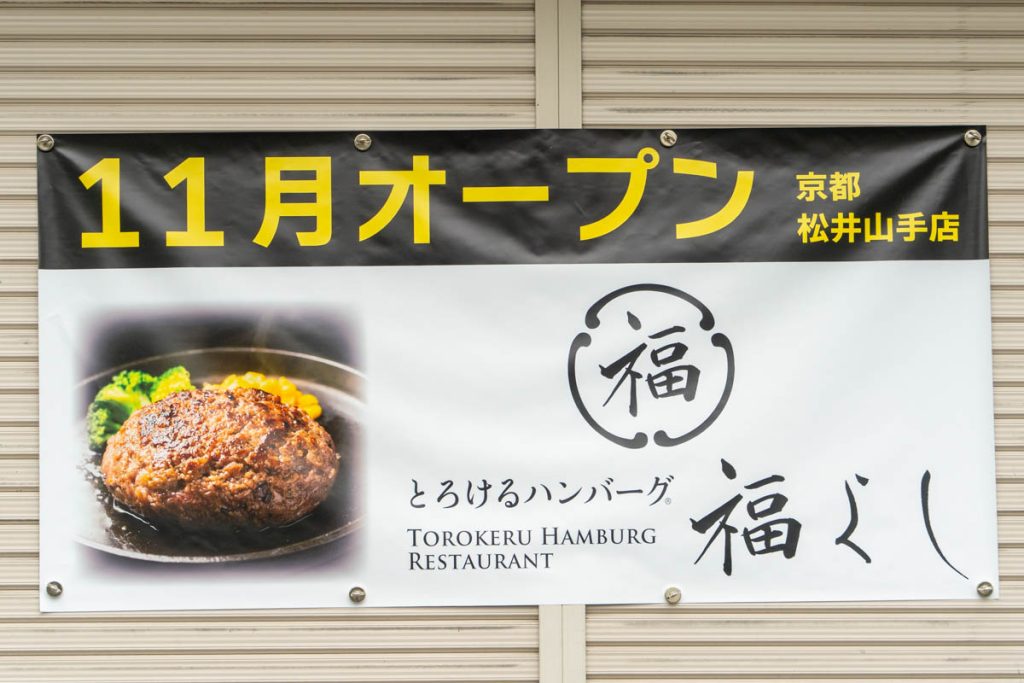 11月オープン
京都
松井山手店
福
とろけるハンバーグ®
TOROKERU HAMBURG
RESTAURANT
福ぐし